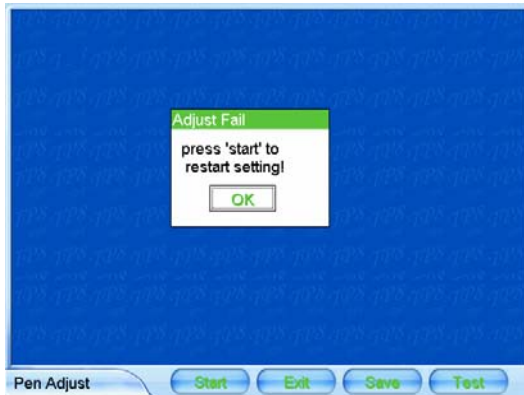 Adjust Fail
press 'start' to
restart setting!
OK
Pen Adjust
Start
Exit
Save
Test